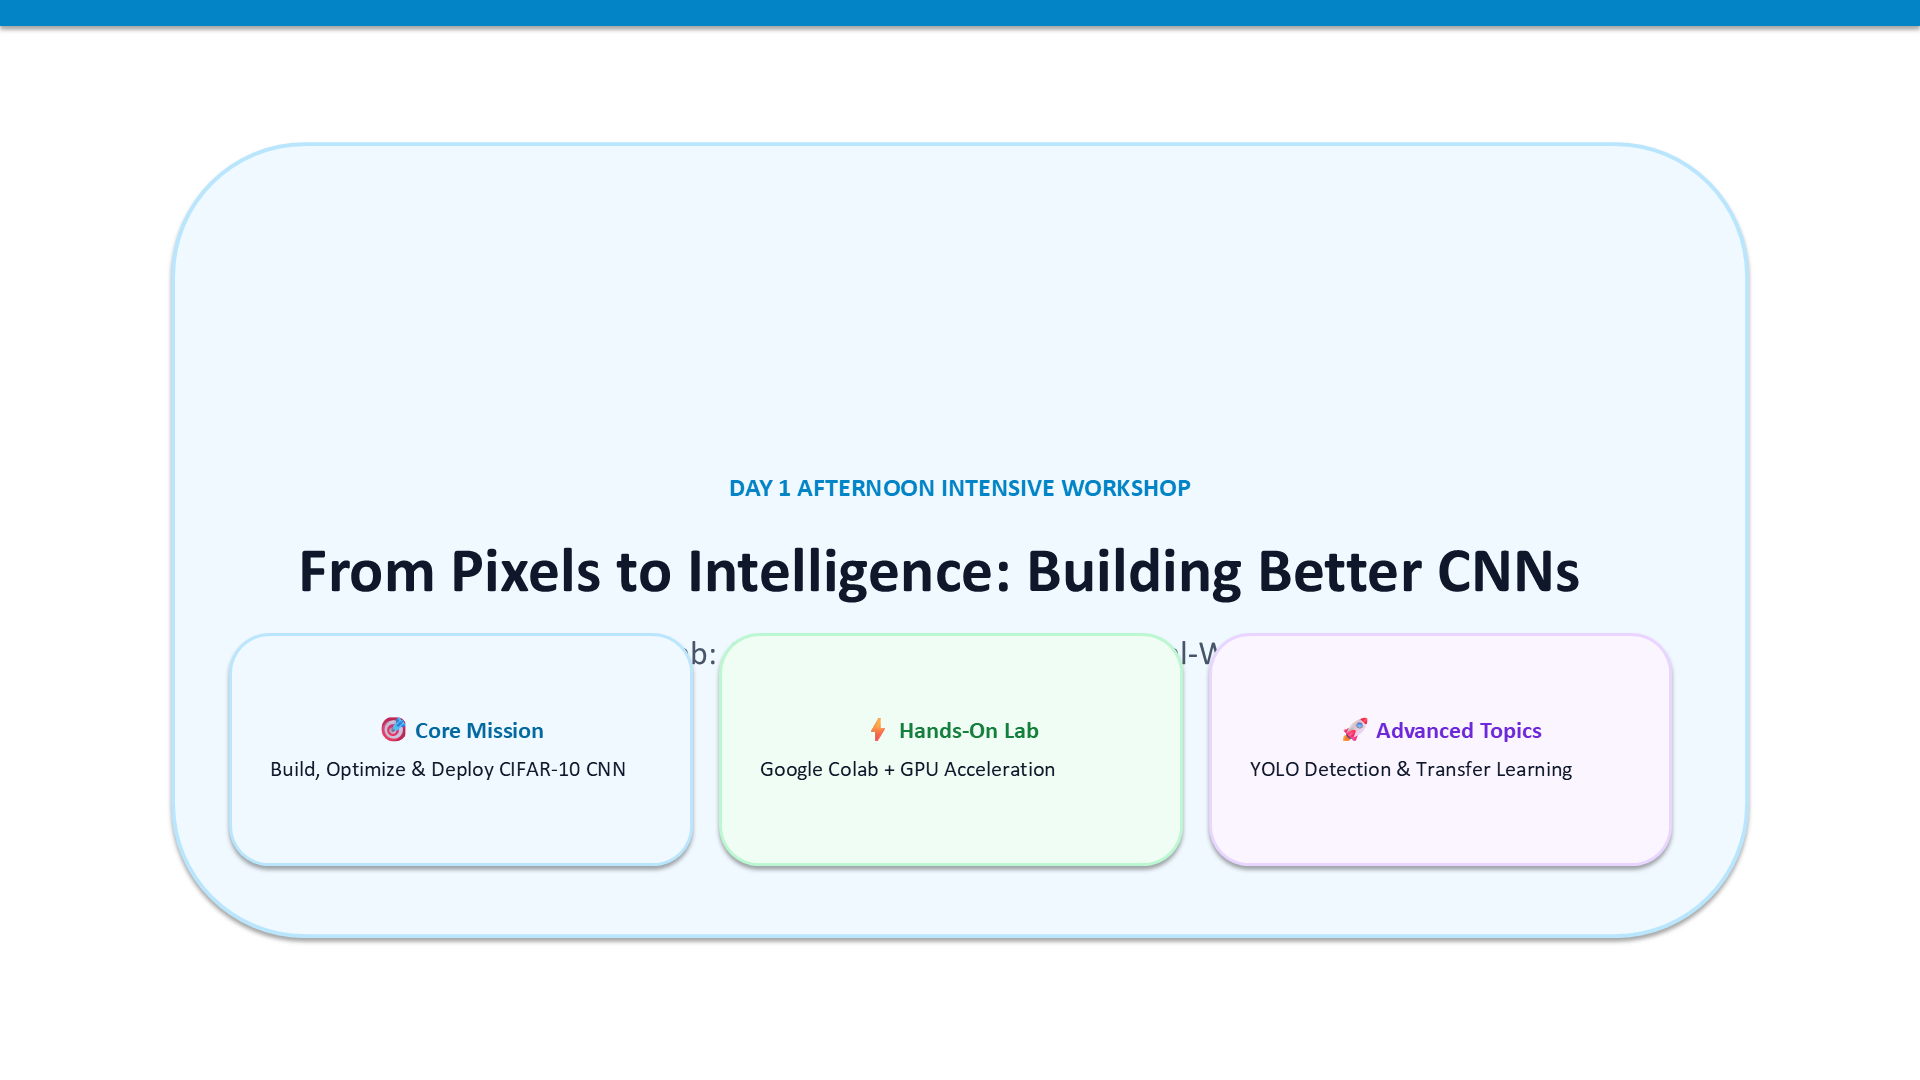 DAY 1 AFTERNOON INTENSIVE WORKSHOP
From Pixels to Intelligence: Building Better CNNs
🎯 Core Mission
Build, Optimize & Deploy CIFAR-10 CNN
⚡ Hands-On Lab
Google Colab + GPU Acceleration
🚀 Advanced Topics
YOLO Detection & Transfer Learning